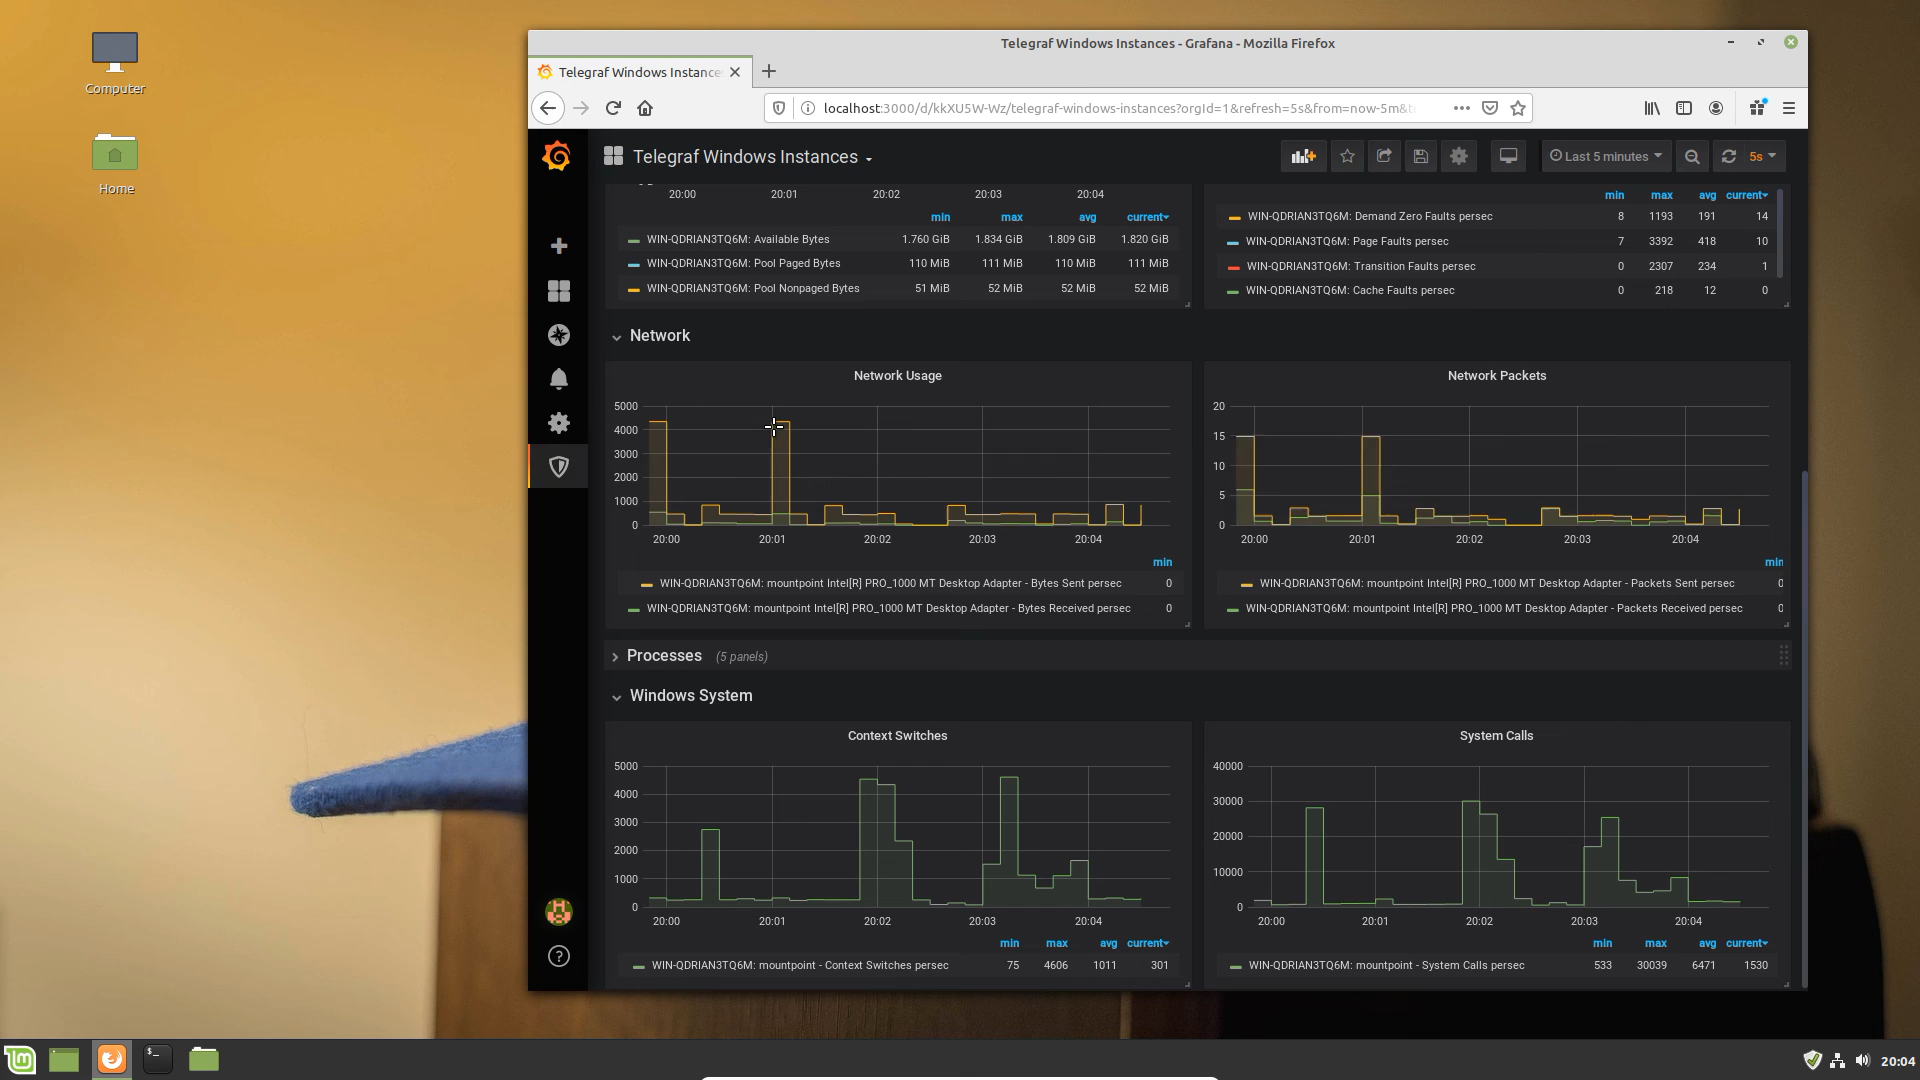 Computer
Home
Telegraf Windows Instances - Grafana - Mozilla Firefox
Telegraf Windows Instance
localhost:3000/d/kkXU5W-Wz/telegraf-windows-instances?orgId=1&refresh=5s&from=now-5m&t
Telegraf Windows Instances
Last 5 minutes
5s
20:00 20:01 20:02 20:03 20:04
min max avg current
WIN-QDRIAN3TQ6M: Available Bytes 1.760 GiB 1.834 GiB 1.809 GiB 1.820 GiB
WIN-QDRIAN3TQ6M: Pool Paged Bytes 110 MiB 111 MiB 110 MiB 111 MiB
WIN-QDRIAN3TQ6M: Pool Nonpaged Bytes 51 MiB 52 MiB 52 MiB 52 MiB
min max avg current
WIN-QDRIAN3TQ6M: Demand Zero Faults persec 8 1193 191 14
WIN-QDRIAN3TQ6M: Page Faults persec 7 3392 418 10
WIN-QDRIAN3TQ6M: Transition Faults persec 0 2307 234 1
WIN-QDRIAN3TQ6M: Cache Faults persec 0 218 12 0
Network
Network Usage
5000
4000
3000
2000
1000
0
20:00 20:01 20:02 20:03 20:04
min
WIN-QDRIAN3TQ6M: mountpoint Intel[R] PRO_1000 MT Desktop Adapter - Bytes Sent persec 0
WIN-QDRIAN3TQ6M: mountpoint Intel[R] PRO_1000 MT Desktop Adapter - Bytes Received persec 0
Network Packets
20
15
10
5
0
20:00 20:01 20:02 20:03 20:04
min
WIN-QDRIAN3TQ6M: mountpoint Intel[R] PRO_1000 MT Desktop Adapter - Packets Sent persec 0
WIN-QDRIAN3TQ6M: mountpoint Intel[R] PRO_1000 MT Desktop Adapter - Packets Received persec 0
Processes (5 panels)
Windows System
Context Switches
5000
4000
3000
2000
1000
0
20:00 20:01 20:02 20:03 20:04
min max avg current
WIN-QDRIAN3TQ6M: mountpoint - Context Switches persec 75 4606 1011 301
System Calls
40000
30000
20000
10000
0
20:00 20:01 20:02 20:03 20:04
min max avg current
WIN-QDRIAN3TQ6M: mountpoint - System Calls persec 533 30039 6471 1530
20:04